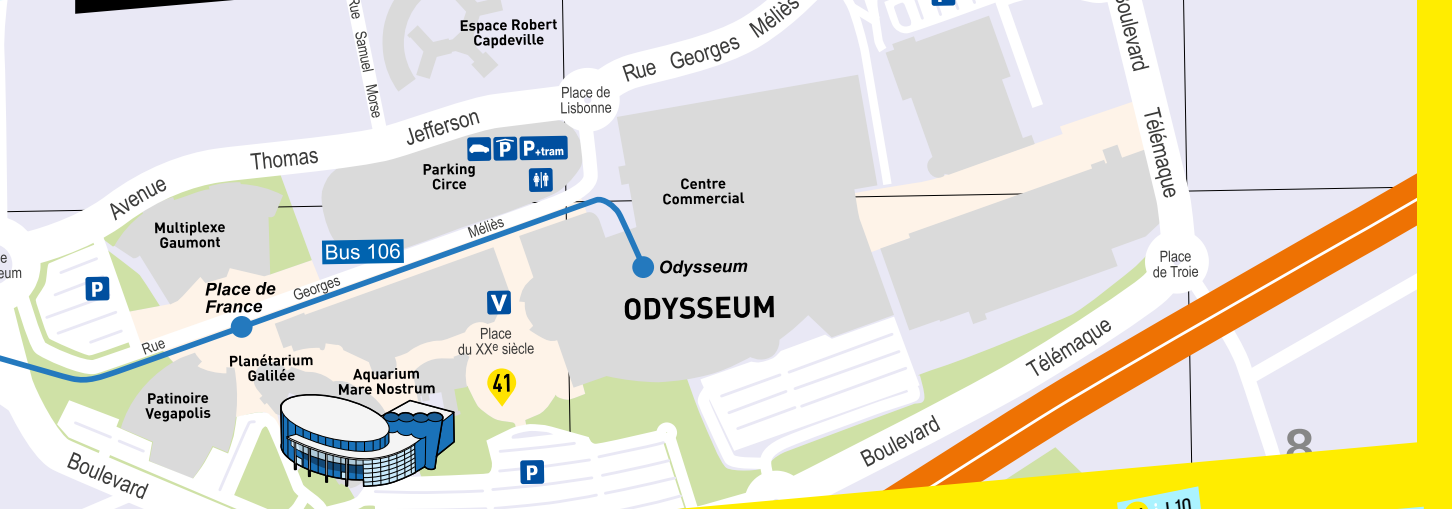 Espace Robert
Capdeville
Rue Samuel Morse
Rue Georges Méliès
Boulevard Télémaque
Place de
Lisbonne
Avenue Thomas Jefferson
P
P+tram
Parking
Circe
Centre
Commercial
Multiplexe
Gaumont
Bus 106
Rue Georges Méliès
P
Place de
France
Odysseum
ODYSSEUM
V
Place
du XXe siècle
41
Place
de Troie
Planétarium
Galilée
Aquarium
Mare Nostrum
Patinoire
Vegapolis
Boulevard
P
Boulevard Télémaque
8